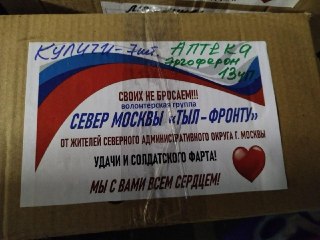 КУЛИЧИ-7шт. АПТЕКА
Эргоферон
13уп
СВОИХ НЕ БРОСАЕМ!!!
волонтерская группа
СЕВЕР МОСКВЫ «ТЫЛ-ФРОНТУ»
ОТ ЖИТЕЛЕЙ СЕВЕРНОГО АДМИНИСТРАТИВНОГО ОКРУГА Г. МОСКВЫ
УДАЧИ И СОЛДАТСКОГО ФАРТА!
МЫ С ВАМИ ВСЕМ СЕРДЦЕМ!